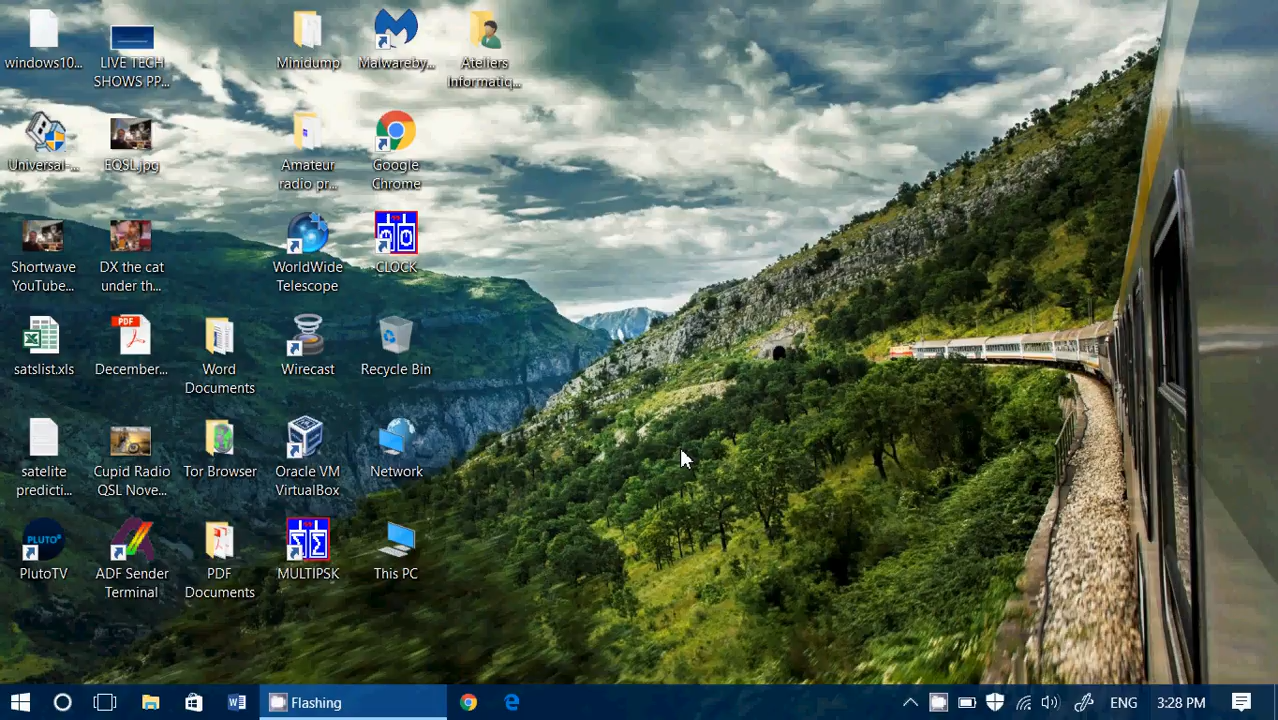 windows10...
LIVE TECH
SHOWS PP...
Minidump
Malwareby...
Ateliers
Informatiq...
Universal-...
EQSL.jpg
Amateur
radio pr...
Google
Chrome
Shortwave
YouTube...
DX the cat
under th...
WorldWide
Telescope
CLOCK
satslist.xls
PDF
December...
Word
Documents
Wirecast
Recycle Bin
satelite
predicti...
Cupid Radio
QSL Nove...
Tor Browser
Oracle VM
VirtualBox
Network
PLUTO
PlutoTV
ADF Sender
Terminal
PDF
Documents
MULTIPSK
This PC
Flashing
ENG
3:28 PM